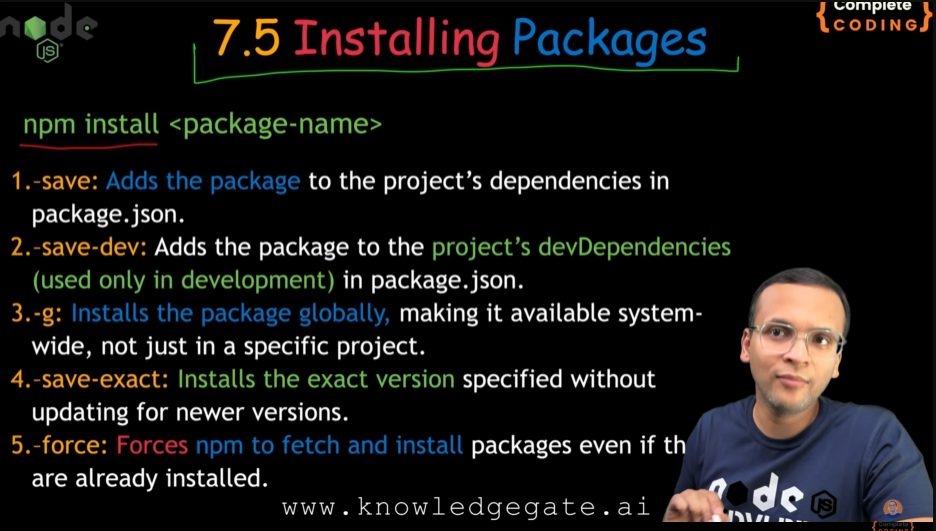 node
JS
7.5 Installing Packages
{ Complete
CODING }
npm install <package-name>
1.-save: Adds the package to the project's dependencies in
package.json.
2.-save-dev: Adds the package to the project's devDependencies
(used only in development) in package.json.
3.-g: Installs the package globally, making it available system-
wide, not just in a specific project.
4.-save-exact: Installs the exact version specified without
updating for newer versions.
5.-force: Forces npm to fetch and install packages even if th
are already installed.
www.knowledgegate.ai
node
JS
Complete
CODING